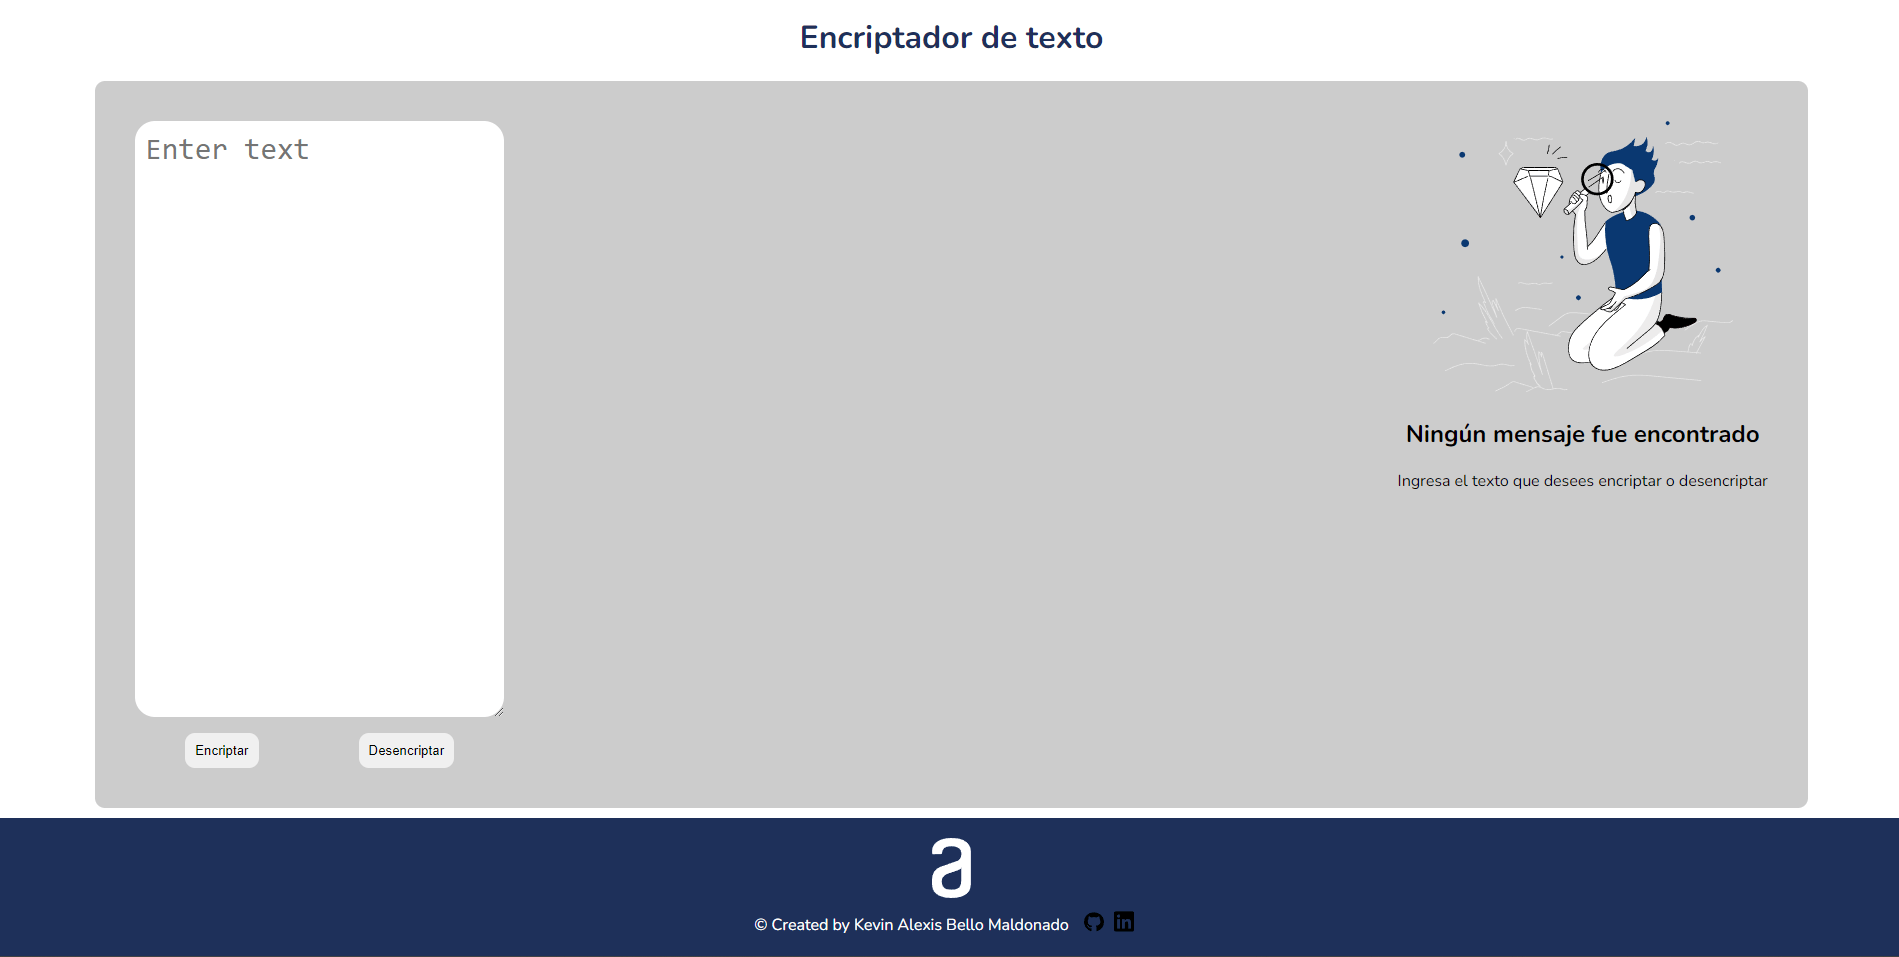 Encriptador de texto
Enter text
Encriptar
Desencriptar
Ningún mensaje fue encontrado
Ingresa el texto que desees encriptar o desencriptar
a
© Created by Kevin Alexis Bello Maldonado
in